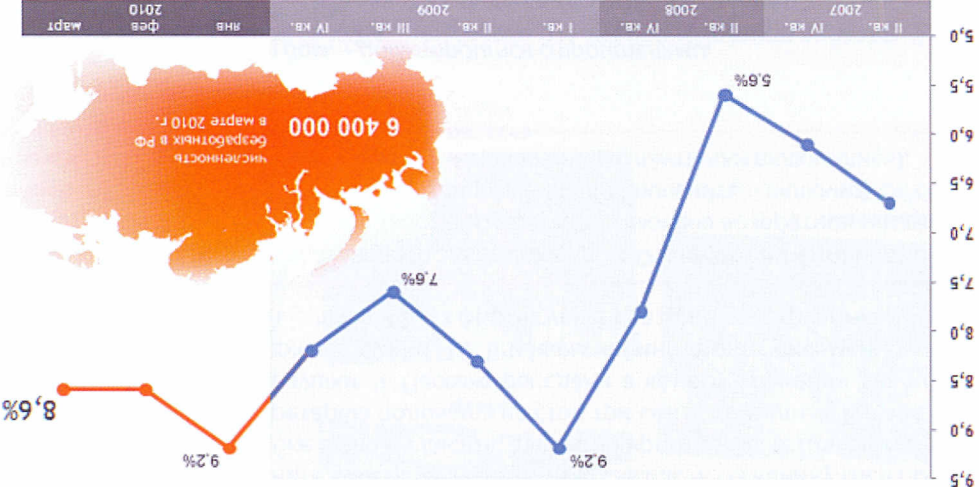 9,5
9,2%
9,2%
9,0
8,6%
8,5
8,0
7,6%
7,5
7,0
6,5
6,0
5,6%
5,5
5,0
численность
безработных в РФ
в марте 2010 г.
6 400 000
II кв. IV кв. II кв. IV кв. I кв. II кв. III кв. IV кв. янв фев март
2007 2008 2009 2010